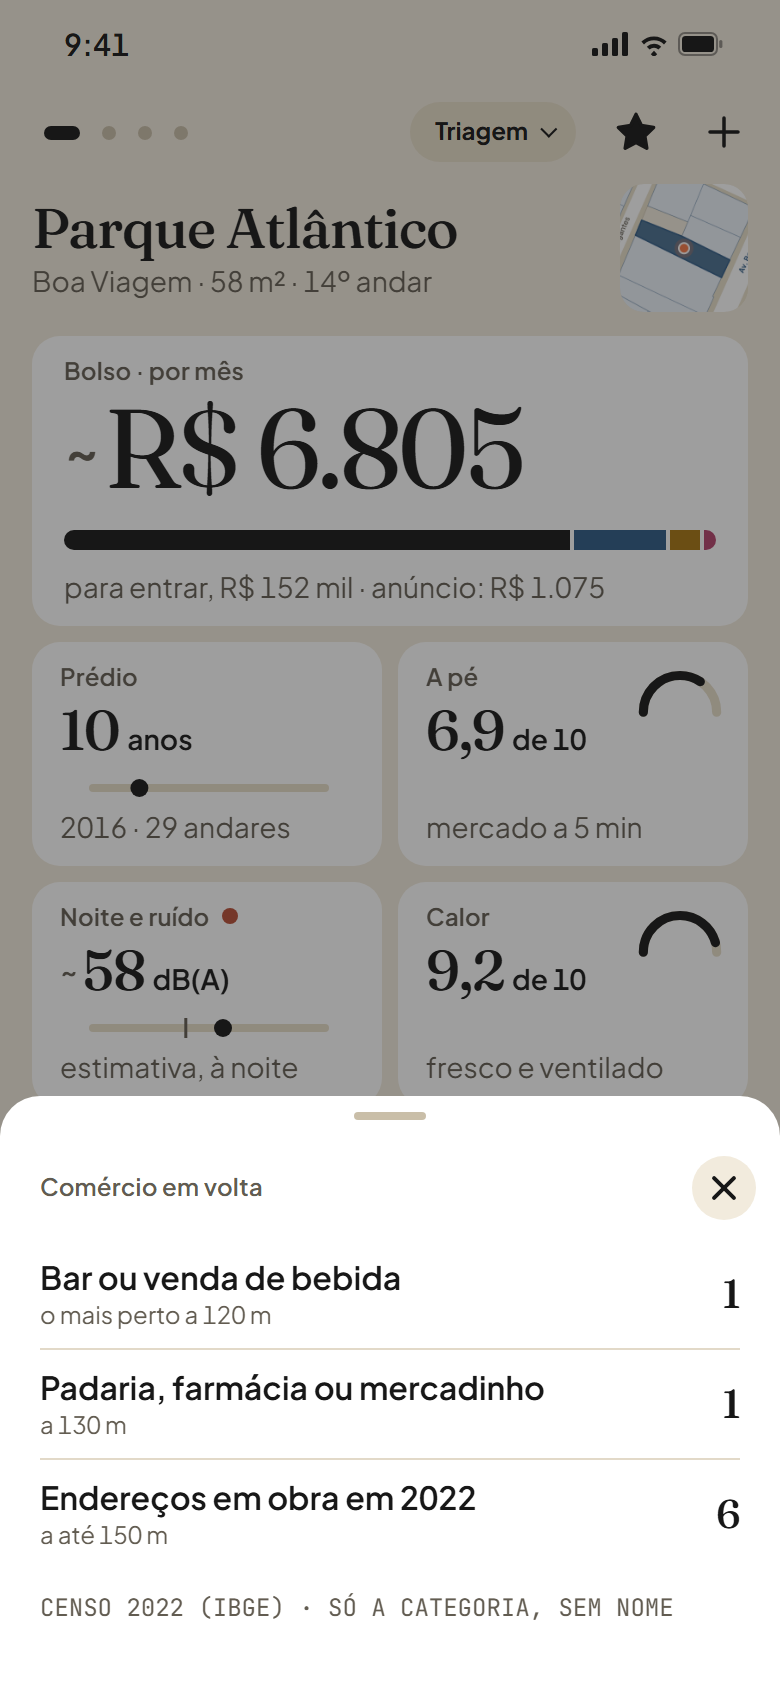 9:41
Triagem
Parque Atlântico
Boa Viagem · 58 m² · 14º andar
Bolso · por mês
~R$ 6.805
para entrar, R$ 152 mil · anúncio: R$ 1.075
Prédio
10 anos
2016 · 29 andares
A pé
6,9 de 10
mercado a 5 min
Noite e ruído
~58 dB(A)
estimativa, à noite
Calor
9,2 de 10
fresco e ventilado
Comércio em volta
Bar ou venda de bebida
o mais perto a 120 m
1
Padaria, farmácia ou mercadinho
a 130 m
1
Endereços em obra em 2022
a até 150 m
6
CENSO 2022 (IBGE) · SÓ A CATEGORIA, SEM NOME